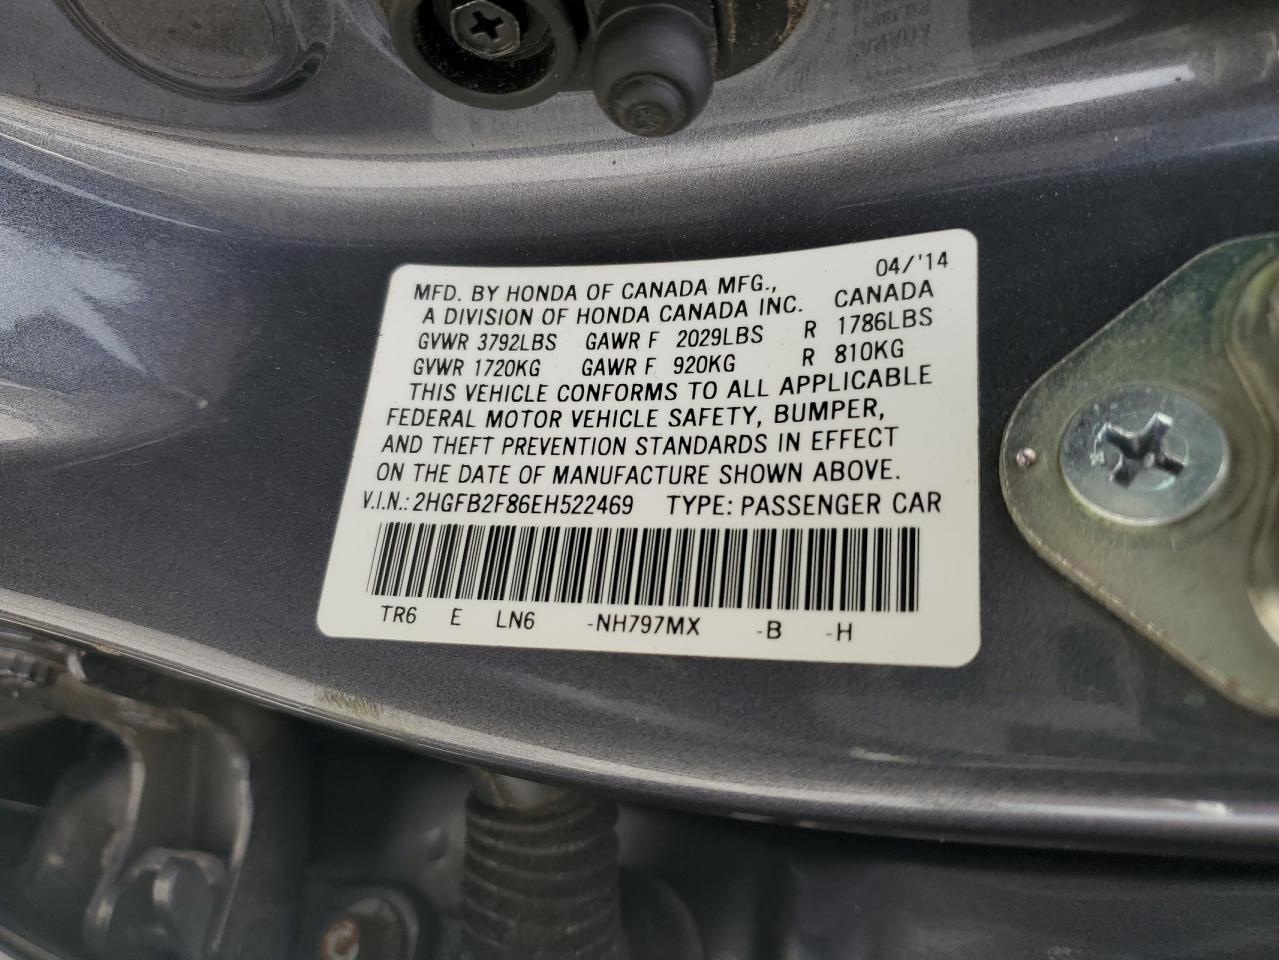 04/'14
MFD. BY HONDA OF CANADA MFG.,
A DIVISION OF HONDA CANADA INC. CANADA
GVWR 3792LBS GAWR F 2029LBS R 1786LBS
GVWR 1720KG GAWR F 920KG R 810KG
THIS VEHICLE CONFORMS TO ALL APPLICABLE
FEDERAL MOTOR VEHICLE SAFETY, BUMPER,
AND THEFT PREVENTION STANDARDS IN EFFECT
ON THE DATE OF MANUFACTURE SHOWN ABOVE.
V.I.N.: 2HGFB2F86EH522469 TYPE: PASSENGER CAR
TR6 E LN6 -NH797MX -B -H